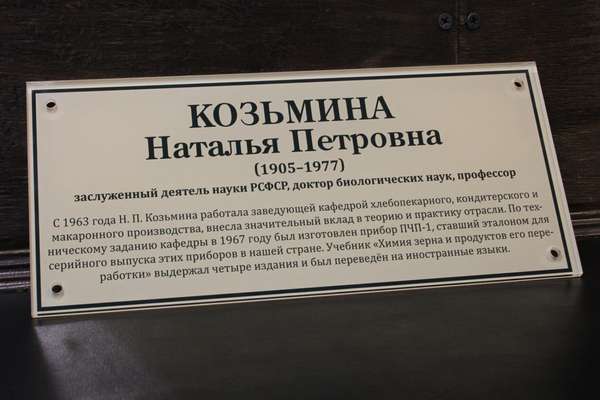 КОЗЬМИНА
Наталья Петровна
(1905–1977)
заслуженный деятель науки РСФСР, доктор биологических наук, профессор
С 1963 года Н. П. Козьмина работала заведующей кафедрой хлебопекарного, кондитерского и
макаронного производства, внесла значительный вклад в теорию и практику отрасли. По тех-
ническому заданию кафедры в 1967 году был изготовлен прибор ПЧП-1, ставший эталоном для
серийного выпуска этих приборов в нашей стране. Учебник «Химия зерна и продуктов его пере-
работки» выдержал четыре издания и был переведён на иностранные языки.